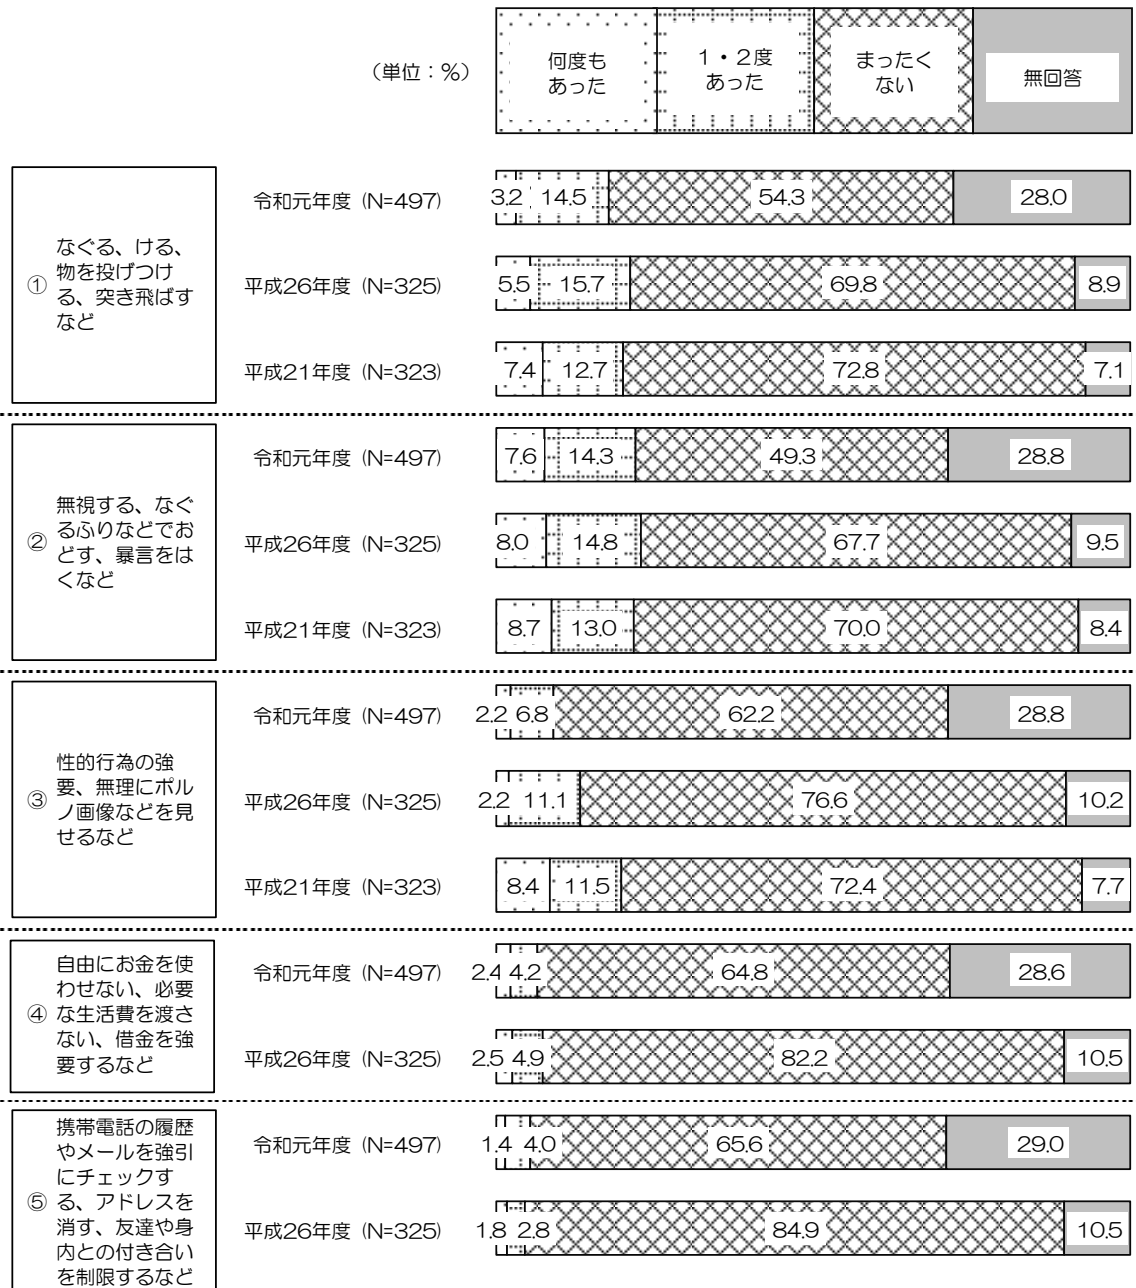 (単位：%)
何度も
あった
1・2度
あった
まったく
ない
無回答
①
なぐる、ける、
物を投げつけ
る、突き飛ばす
など
令和元年度 (N=497) 3.2 14.5 54.3 28.0
平成26年度 (N=325) 5.5 15.7 69.8 8.9
平成21年度 (N=323) 7.4 12.7 72.8 7.1
②
無視する、なぐ
るふりなどでお
どす、暴言をは
くなど
令和元年度 (N=497) 7.6 14.3 49.3 28.8
平成26年度 (N=325) 8.0 14.8 67.7 9.5
平成21年度 (N=323) 8.7 13.0 70.0 8.4
③
性的行為の強
要、無理にポル
ノ画像などを見
せるなど
令和元年度 (N=497) 2.2 6.8 62.2 28.8
平成26年度 (N=325) 2.2 11.1 76.6 10.2
平成21年度 (N=323) 8.4 11.5 72.4 7.7
④
自由にお金を使
わせない、必要
な生活費を渡さ
ない、借金を強
要するなど
令和元年度 (N=497) 2.4 4.2 64.8 28.6
平成26年度 (N=325) 2.5 4.9 82.2 10.5
⑤
携帯電話の履歴
やメールを強引
にチェックす
る、アドレスを
消す、友達や身
内との付き合い
を制限するなど
令和元年度 (N=497) 1.4 4.0 65.6 29.0
平成26年度 (N=325) 1.8 2.8 84.9 10.5